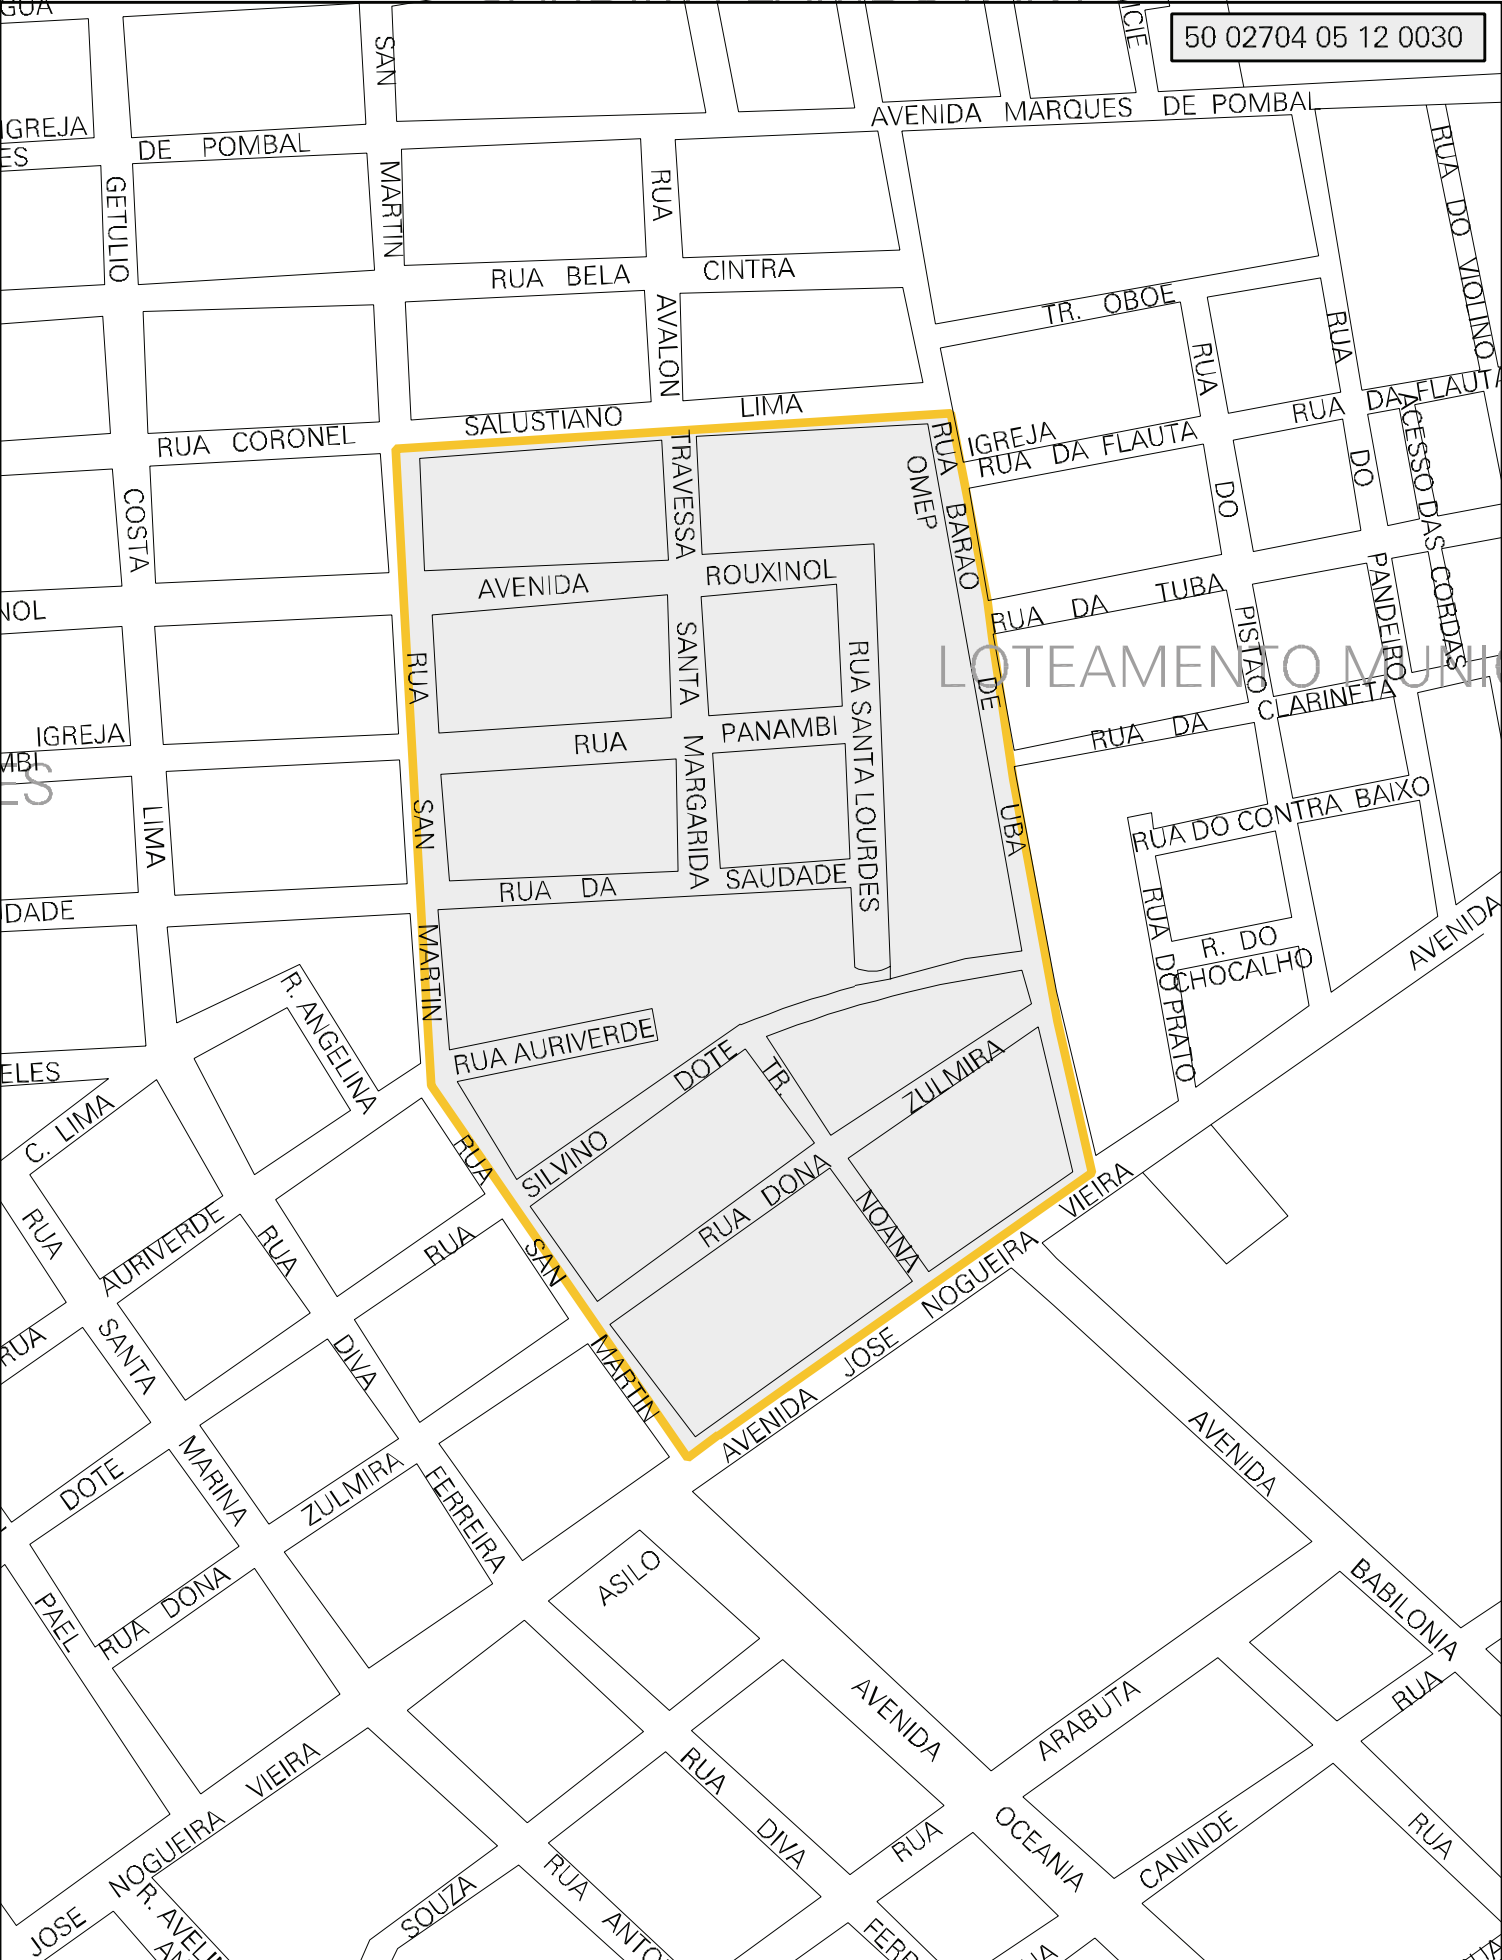 GUA
SAN
50 02704 05 12 0030
IGREJA
ES
DE POMBAL
AVENIDA MARQUES DE POMBAL
GETULIO
MARTIN
RUA
RUA DO VIOLINO
RUA BELA CINTRA
AVALON
TR. OBOE
RUA
RUA
RUA CORONEL SALUSTIANO LIMA
RUA DA FLAUTA
IGREJA
RUA DA FLAUTA
ACESSO DAS CORDAS
TRAVESSA
OMEP
RUA BARAO DE UBA
DO
DO
COSTA
AVENIDA ROUXINOL
NOL
RUA DA TUBA
PISTAO
PANDEIRO
SANTA
RUA
RUA SANTA LOURDES
LOTEAMENTO MUNIC
RUA DA CLARINETA
IGREJA
MBI
ES
RUA PANAMBI
MARGARIDA
SAN
LIMA
RUA DO CONTRA BAIXO
RUA DA SAUDADE
DADE
RUA DO PRATO
R. DO
CHOCALHO
AVENIDA
MARTIN
R. ANGELINA
RUA AURIVERDE
ELES
C. LIMA
SILVINO DOTE
TR.
ZULMIRA
RUA
RUA DONA
NOANA
VIEIRA
RUA
AURIVERDE
RUA
RUA
SAN
NOGUEIRA
JOSE
AVENIDA
RUA
SANTA
DIVA
MARTIN
AVENIDA
DOTE
MARINA
ZULMIRA
FERREIRA
ASILO
BABILONIA
PAEL
RUA DONA
RUA
AVENIDA
ARABUTA
VIEIRA
RUA
DIVA
RUA
OCEANIA
CANINDE
RUA
NOGUEIRA
JOSE
SOUZA
RUA
ANTO